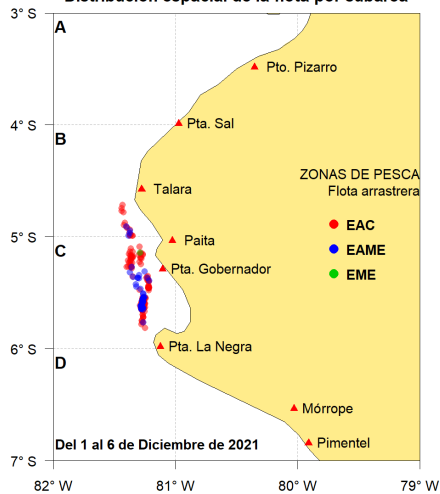 Distribución espacial de la flota por subárea
3° S
A
Pto. Pizarro
4° S
Pta. Sal
B
ZONAS DE PESCA
Talara
Flota arrastrera
EAC
5° S
Paita
C
EAME
Pta. Gobernador
EME
6° S
Pta. La Negra
D
Mórrope
Del 1 al 6 de Diciembre de 2021
Pimentel
7° S
82° W
81° W
80° W
79° W